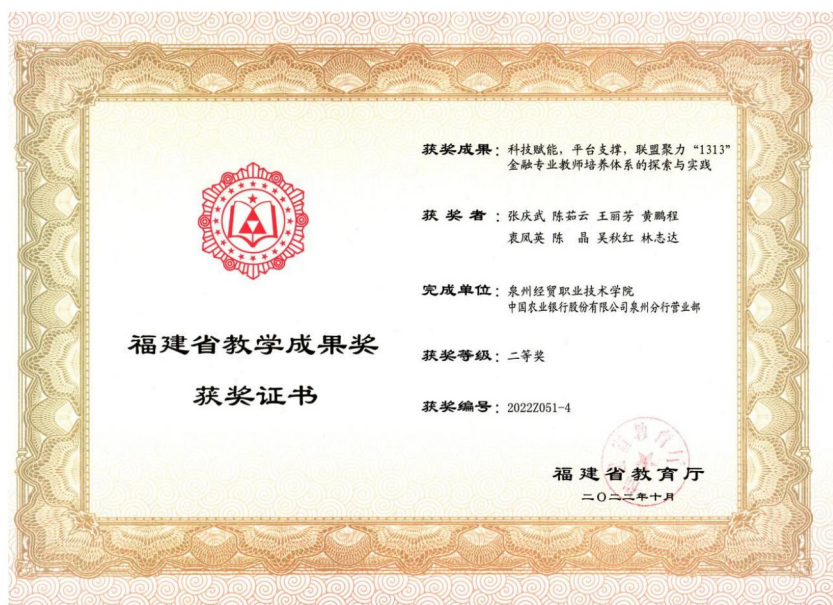 福建省教学成果奖
获奖证书
获奖成果：科技赋能，平台支撑，联盟聚力“1313”
金融专业教师培养体系的探索与实践
获奖者：张庆武 陈茹云 王丽芳 黄鹏程
衷凤英 陈晶 吴秋红 林志达
完成单位：泉州经贸职业技术学院
中国农业银行股份有限公司泉州分行营业部
获奖等级：二等奖
获奖编号：2022Z051-4
福建省教育厅
二〇二二年十月